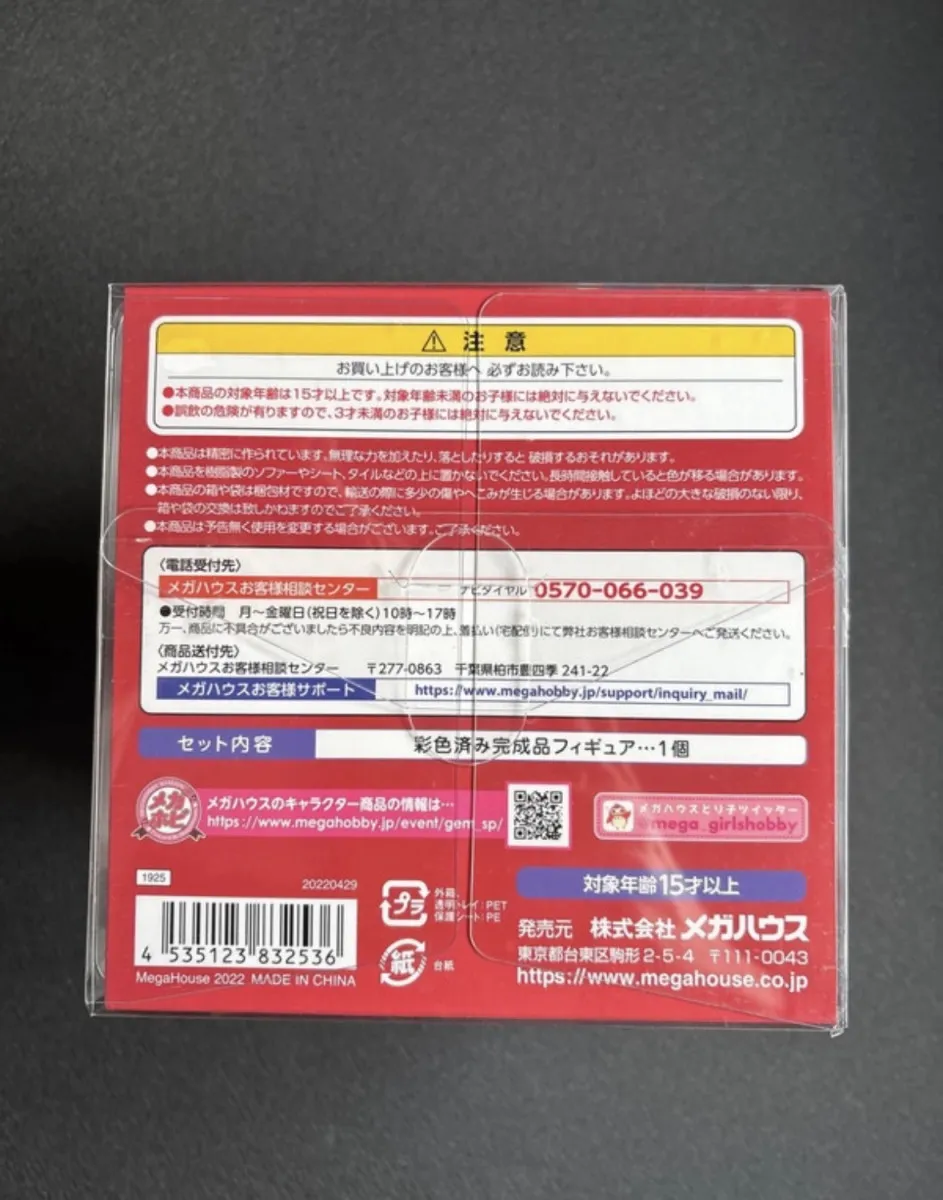 注意
お買い上げのお客様へ 必ずお読み下さい。
●本商品の対象年齢は15才以上です。対象年齢未満のお子様には絶対に与えないでください。
●誤飲の危険が有りますので、3才未満のお子様には絶対に与えないでください。
●本商品は精密に作られています。無理な力を加えたり、落としたりすると 破損するおそれがあります。
●本商品を樹脂製のソファーやシート、タイルなどの上に置かないでください。長時間接触していると色が移る場合があります。
●本商品の箱や袋は梱包材ですので、輸送の際に多少の傷やへこみが生じる場合があります。よほどの大きな破損のない限り、
箱や袋の交換は致しかねますのでご了承ください。
●本商品は予告無く使用を変更する場合がございます。ご了承ください。
〈電話受付先〉
メガハウスお客様相談センター ナビダイヤル 0570-066-039
●受付時間 月〜金曜日(祝日を除く)10時〜17時
万一、商品に不具合がございましたら不良内容を明記の上、着払い(宅配便)にて弊社お客様相談センターへご発送ください。
〈商品送付先〉
メガハウスお客様相談センター 〒277-0863 千葉県柏市豊四季 241-22
メガハウスお客様サポート https://www.megahobby.jp/support/inquiry_mail/
セット内容 彩色済み完成品フィギュア…1個
メガホビ
メガハウスのキャラクター商品の情報は…
https://www.megahobby.jp/event/gem_sp/
メガハウスとり子ツイッター
@mega_girlshobby
1925
20220429
4 535123 832536
MegaHouse 2022 MADE IN CHINA
プラ
外箱、
透明トレイ:PET
保護シート:PE
紙
台紙
対象年齢15才以上
発売元 株式会社 メガハウス
東京都台東区駒形2-5-4 〒111-0043
https://www.megahouse.co.jp